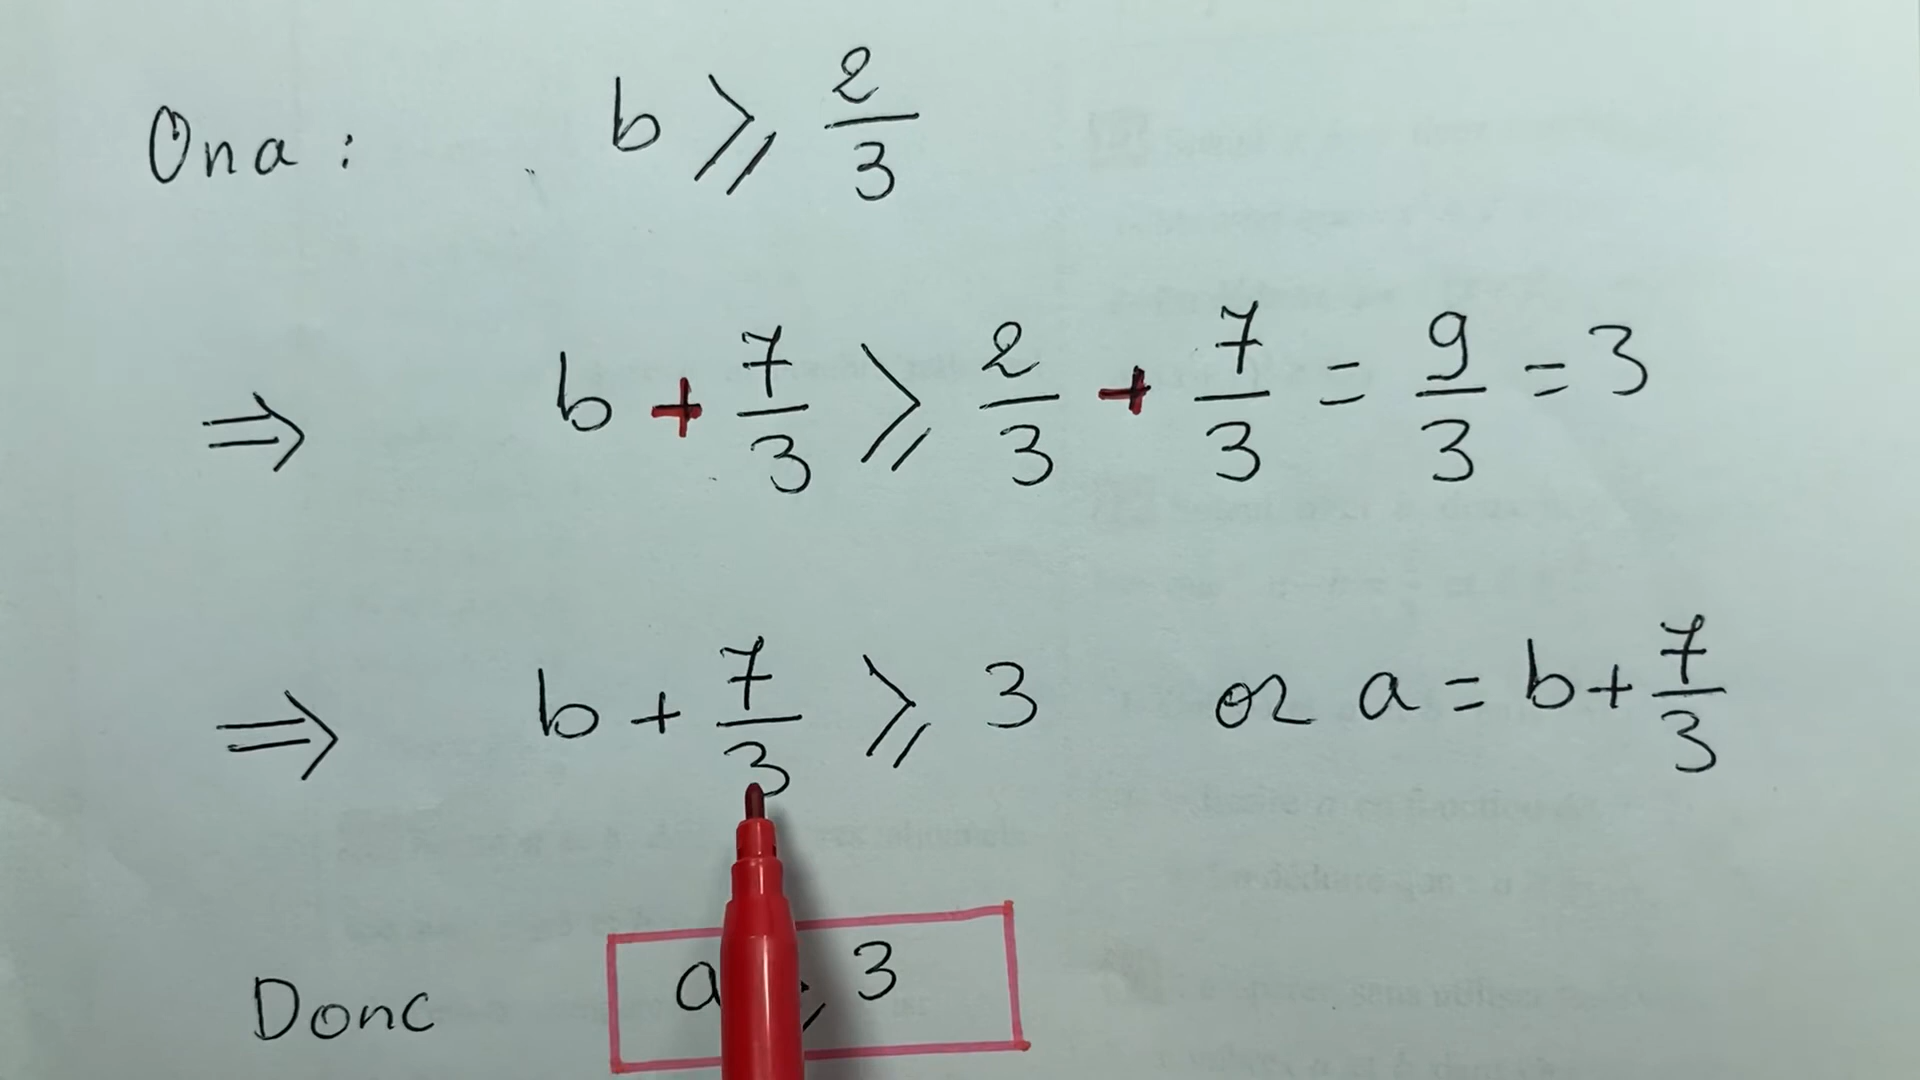 Ona : b ⩾ 2/3
⇒ b + 7/3 ⩾ 2/3 + 7/3 = 9/3 = 3
⇒ b + 7/3 ⩾ 3 or a = b + 7/3
Donc a 3